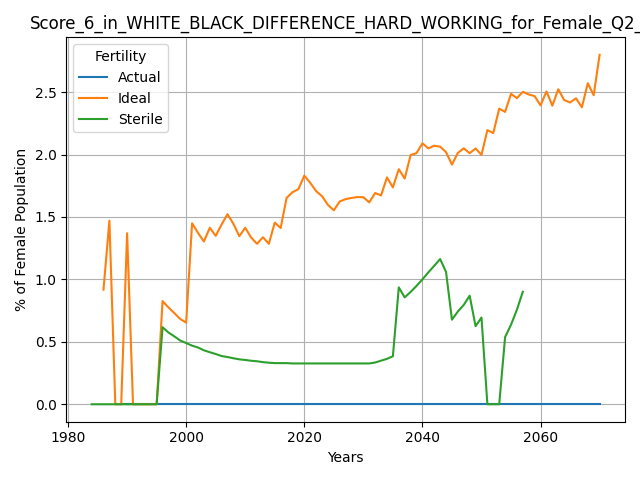 Score_6_in_WHITE_BLACK_DIFFERENCE_HARD_WORKING_for_Female_Q2_
Fertility
Actual
Ideal
Sterile
% of Female Population
2.5
2.0
1.5
1.0
0.5
0.0
1980 2000 2020 2040 2060
Years